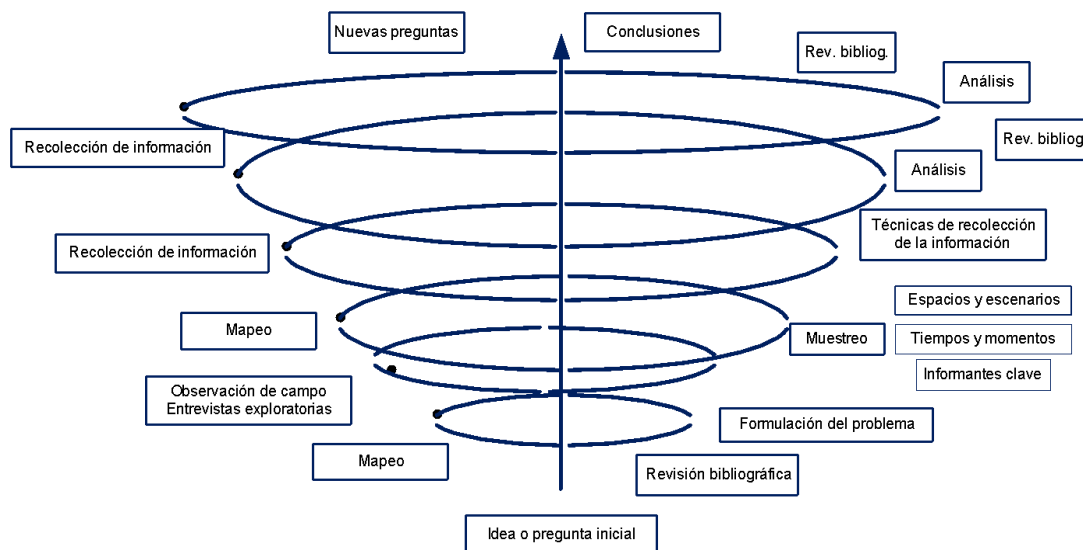 Nuevas preguntas
Conclusiones
Rev. bibliog.
Análisis
Recolección de información
Rev. bibliog
Análisis
Técnicas de recolección
de la información
Recolección de información
Espacios y escenarios
Mapeo
Muestreo
Tiempos y momentos
Informantes clave
Observación de campo
Entrevistas exploratorias
Formulación del problema
Mapeo
Revisión bibliográfica
Idea o pregunta inicial